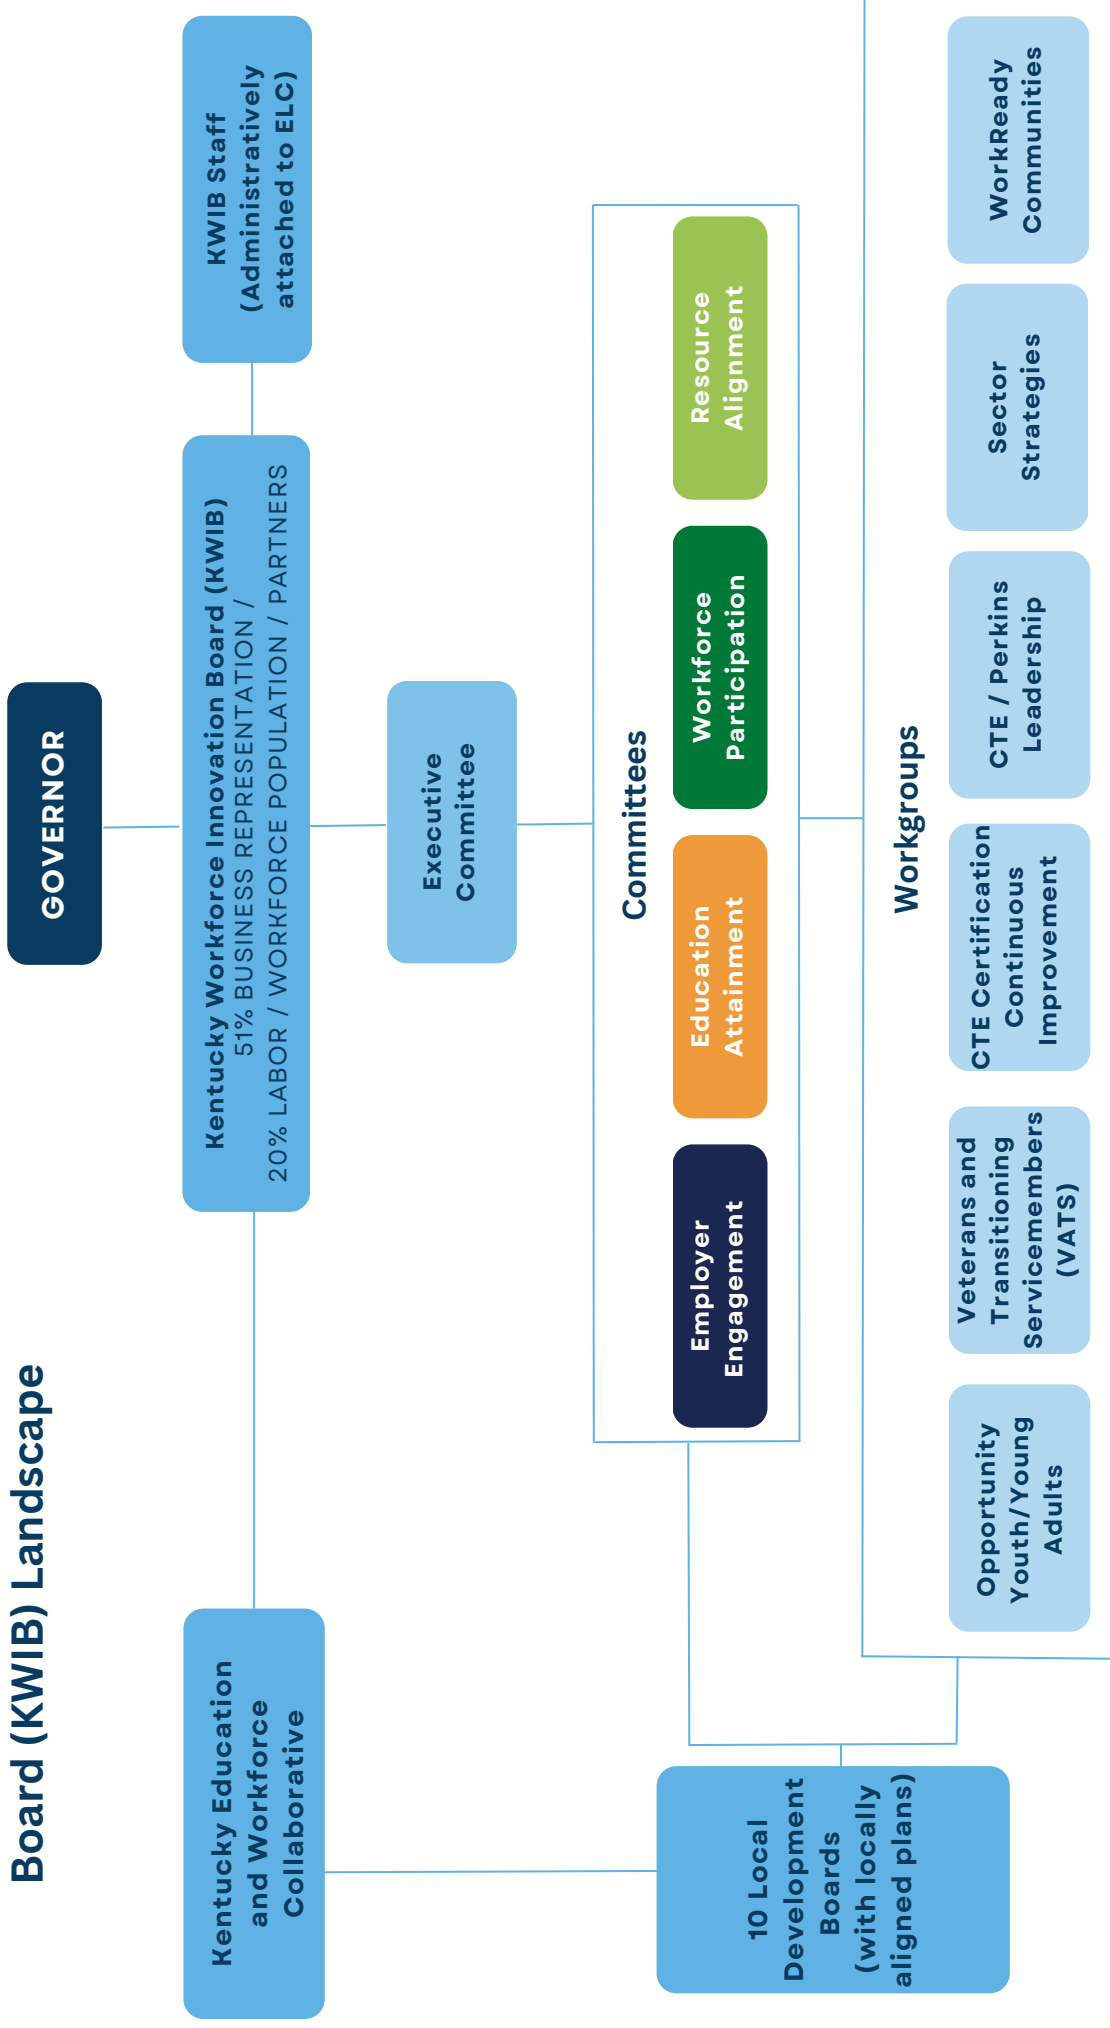 Board (KWIB) Landscape
GOVERNOR
Kentucky Education
and Workforce
Collaborative
Kentucky Workforce Innovation Board (KWIB)
51% BUSINESS REPRESENTATION /
20% LABOR / WORKFORCE POPULATION / PARTNERS
KWIB Staff
(Administratively
attached to ELC)
Executive
Committee
Committees
Employer
Engagement
Education
Attainment
Workforce
Participation
Resource
Alignment
10 Local
Development
Boards
(with locally
aligned plans)
Workgroups
Opportunity
Youth/Young
Adults
Veterans and
Transitioning
Servicemembers
(VATS)
CTE Certification
Continuous
Improvement
CTE / Perkins
Leadership
Sector
Strategies
WorkReady
Communities